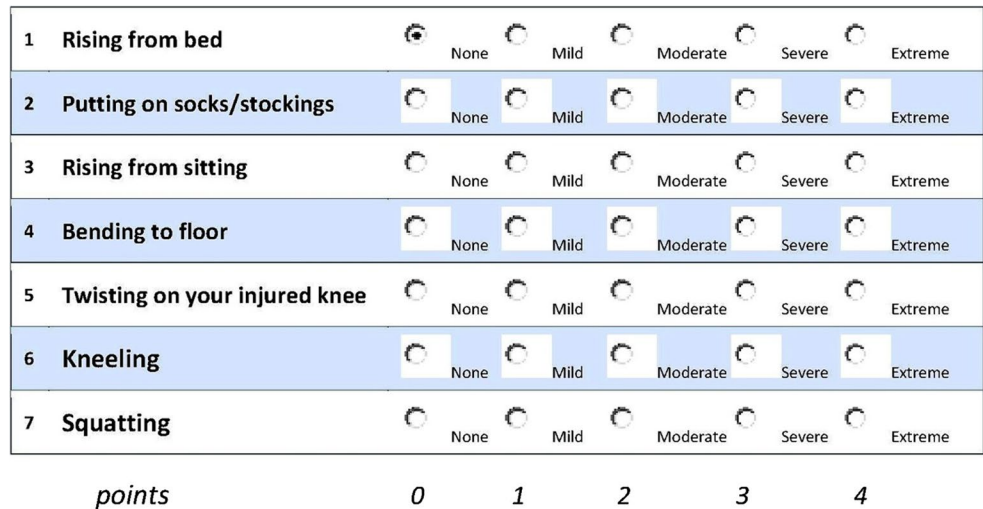 1 Rising from bed None Mild Moderate Severe Extreme
2 Putting on socks/stockings None Mild Moderate Severe Extreme
3 Rising from sitting None Mild Moderate Severe Extreme
4 Bending to floor None Mild Moderate Severe Extreme
5 Twisting on your injured knee None Mild Moderate Severe Extreme
6 Kneeling None Mild Moderate Severe Extreme
7 Squatting None Mild Moderate Severe Extreme
points 0 1 2 3 4